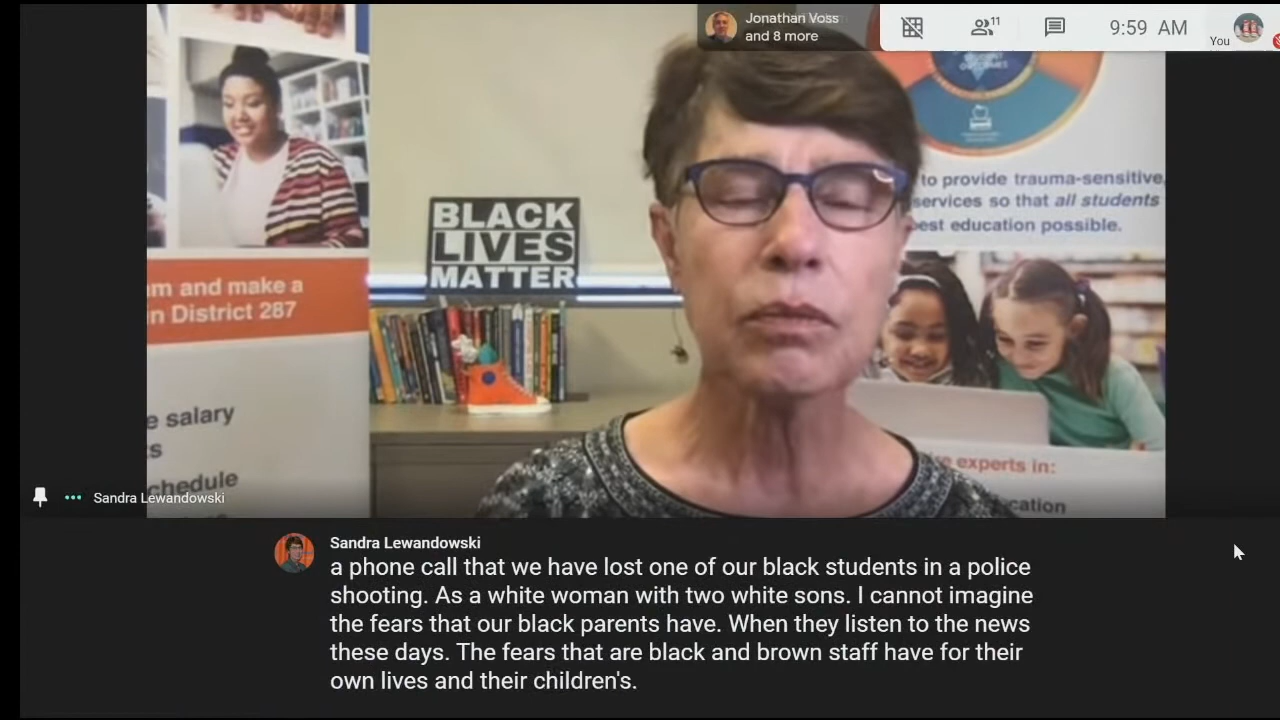 Jonathan Voss
and 8 more
11
9:59 AM
You
BLACK
LIVES
MATTER
to provide trauma-sensitive,
services so that all students
best education possible.
am and make a
in District 287
salary
schedule
experts in:
Sandra Lewandowski
Sandra Lewandowski
a phone call that we have lost one of our black students in a police
shooting. As a white woman with two white sons. I cannot imagine
the fears that our black parents have. When they listen to the news
these days. The fears that are black and brown staff have for their
own lives and their children's.